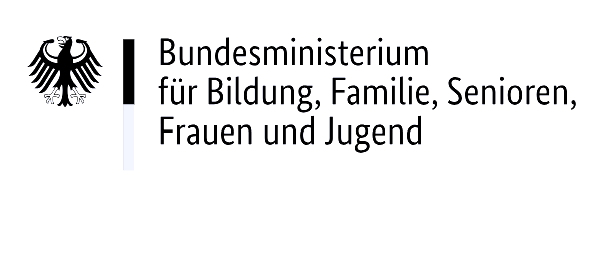 Bundesministerium
für Bildung, Familie, Senioren,
Frauen und Jugend